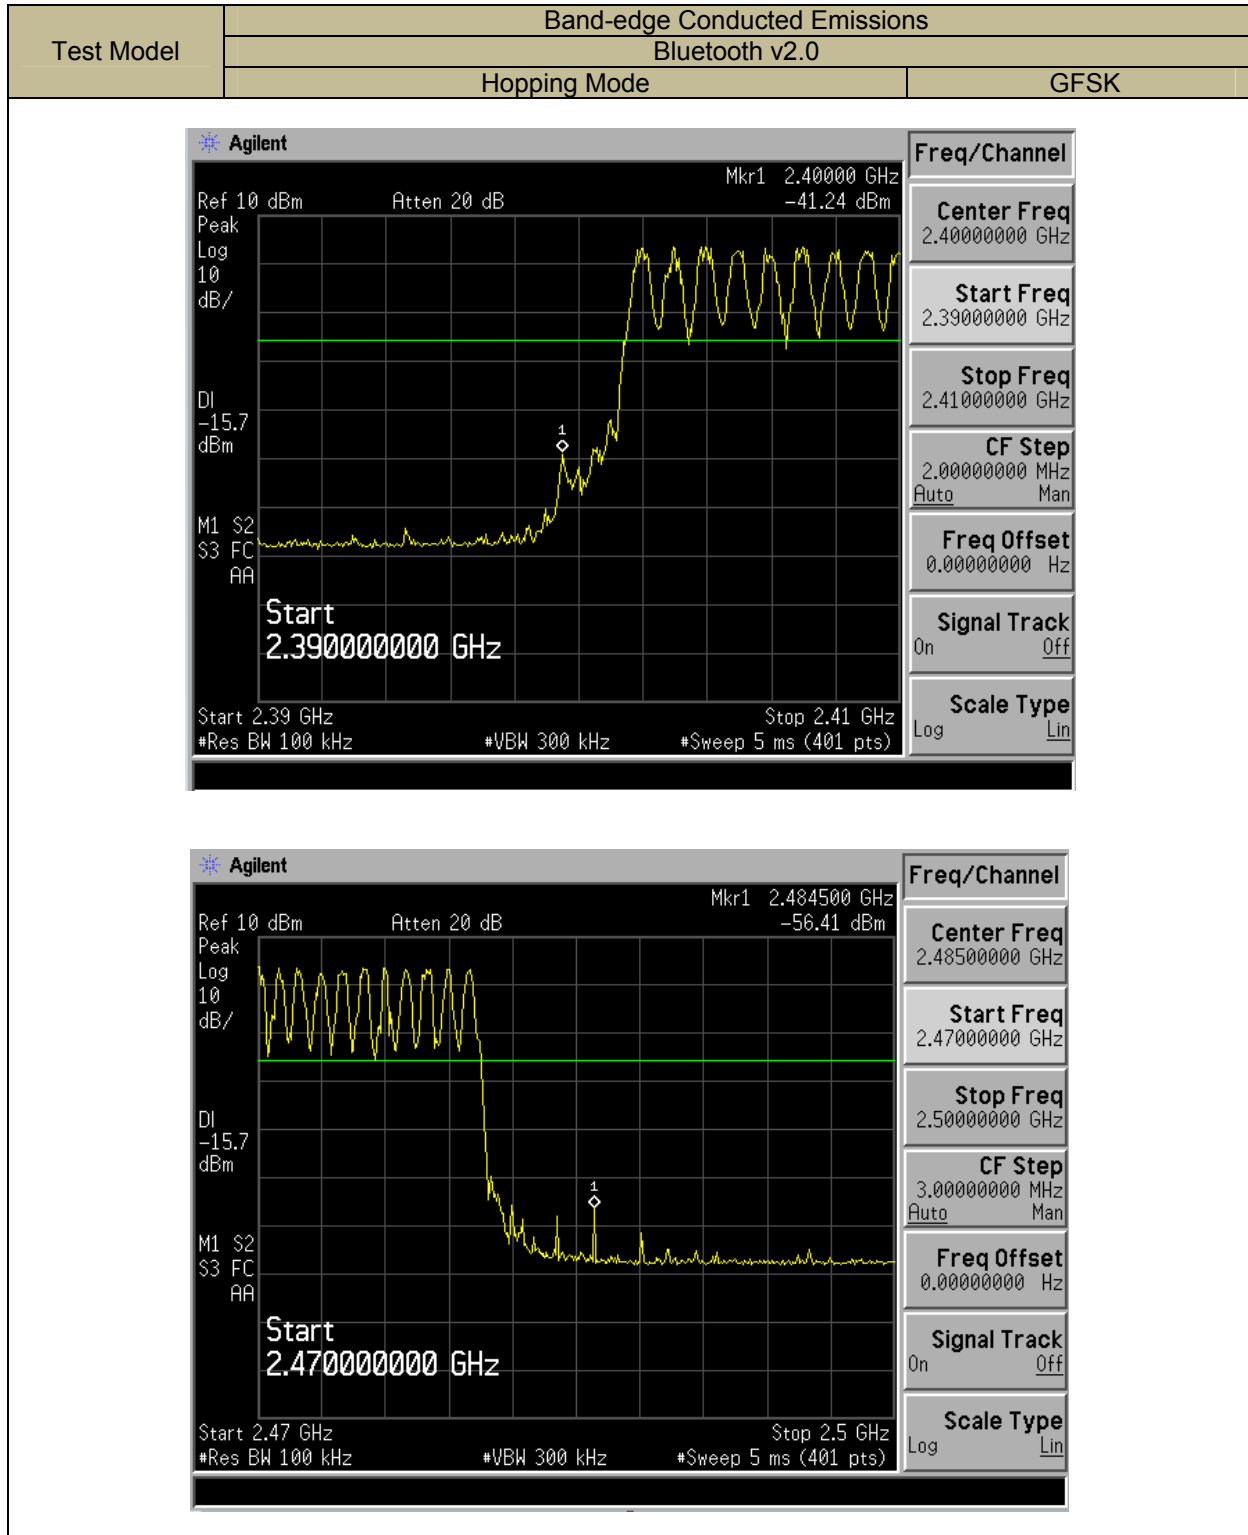 Test Model
Band-edge Conducted Emissions
Bluetooth v2.0
Hopping Mode GFSK
Agilent
Mkr1 2.40000 GHz
Ref 10 dBm Atten 20 dB -41.24 dBm
Peak
Log
10
dB/
DI
-15.7
dBm
1
M1 S2
S3 FC
AA
Start
2.390000000 GHz
Start 2.39 GHz Stop 2.41 GHz
#Res BW 100 kHz #VBW 300 kHz #Sweep 5 ms (401 pts)
Freq/Channel
Center Freq
2.40000000 GHz
Start Freq
2.39000000 GHz
Stop Freq
2.41000000 GHz
CF Step
2.00000000 MHz
Auto Man
Freq Offset
0.00000000 Hz
Signal Track
On Off
Scale Type
Log Lin
Agilent
Mkr1 2.484500 GHz
Ref 10 dBm Atten 20 dB -56.41 dBm
Peak
Log
10
dB/
DI
-15.7
dBm
1
M1 S2
S3 FC
AA
Start
2.470000000 GHz
Start 2.47 GHz Stop 2.5 GHz
#Res BW 100 kHz #VBW 300 kHz #Sweep 5 ms (401 pts)
Freq/Channel
Center Freq
2.48500000 GHz
Start Freq
2.47000000 GHz
Stop Freq
2.50000000 GHz
CF Step
3.00000000 MHz
Auto Man
Freq Offset
0.00000000 Hz
Signal Track
On Off
Scale Type
Log Lin